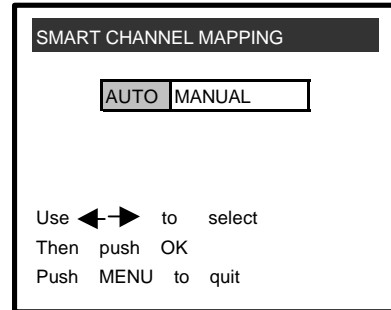 SMART CHANNEL MAPPING
AUTO MANUAL
Use ◄-► to select
Then push OK
Push MENU to quit